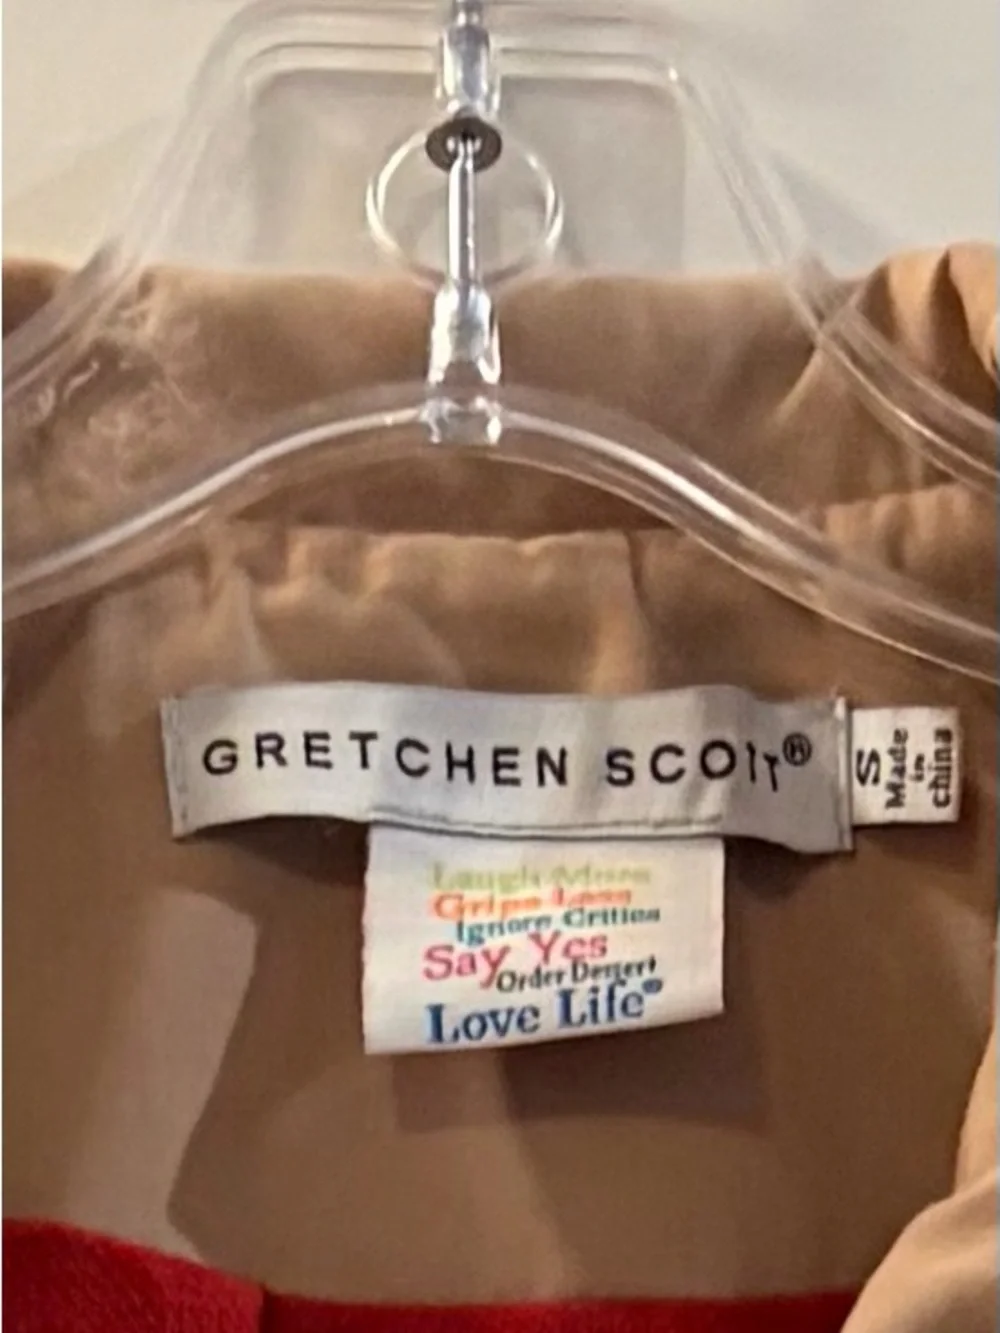 GRETCHEN SCOTT®
S
Made
in
china
Laugh More
Gripe Less
Ignore Critics
Say Yes
Order Dessert
Love Life®